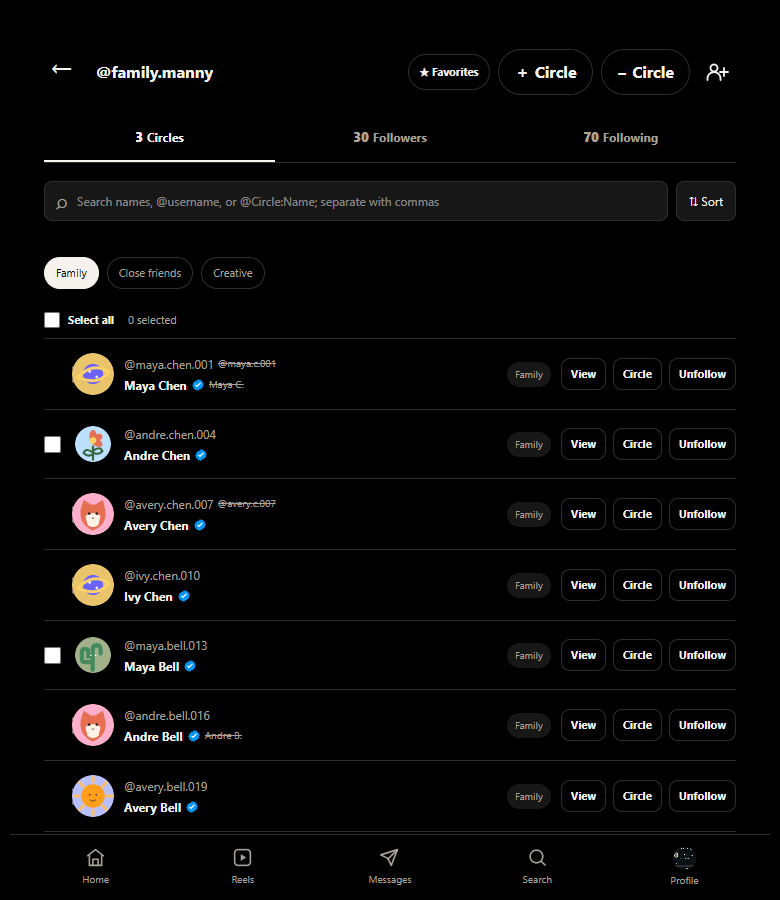 ← @family.manny ★ Favorites + Circle – Circle
3 Circles 30 Followers 70 Following
Search names, @username, or @Circle:Name; separate with commas ⇅ Sort
Family Close friends Creative
Select all 0 selected
@maya.chen.001 @maya.c.001
Maya Chen Maya C. Family View Circle Unfollow
@andre.chen.004
Andre Chen Family View Circle Unfollow
@avery.chen.007 @avery.c.007
Avery Chen Family View Circle Unfollow
@ivy.chen.010
Ivy Chen Family View Circle Unfollow
@maya.bell.013
Maya Bell Family View Circle Unfollow
@andre.bell.016
Andre Bell Andre B. Family View Circle Unfollow
@avery.bell.019
Avery Bell Family View Circle Unfollow
Home Reels Messages Search Profile